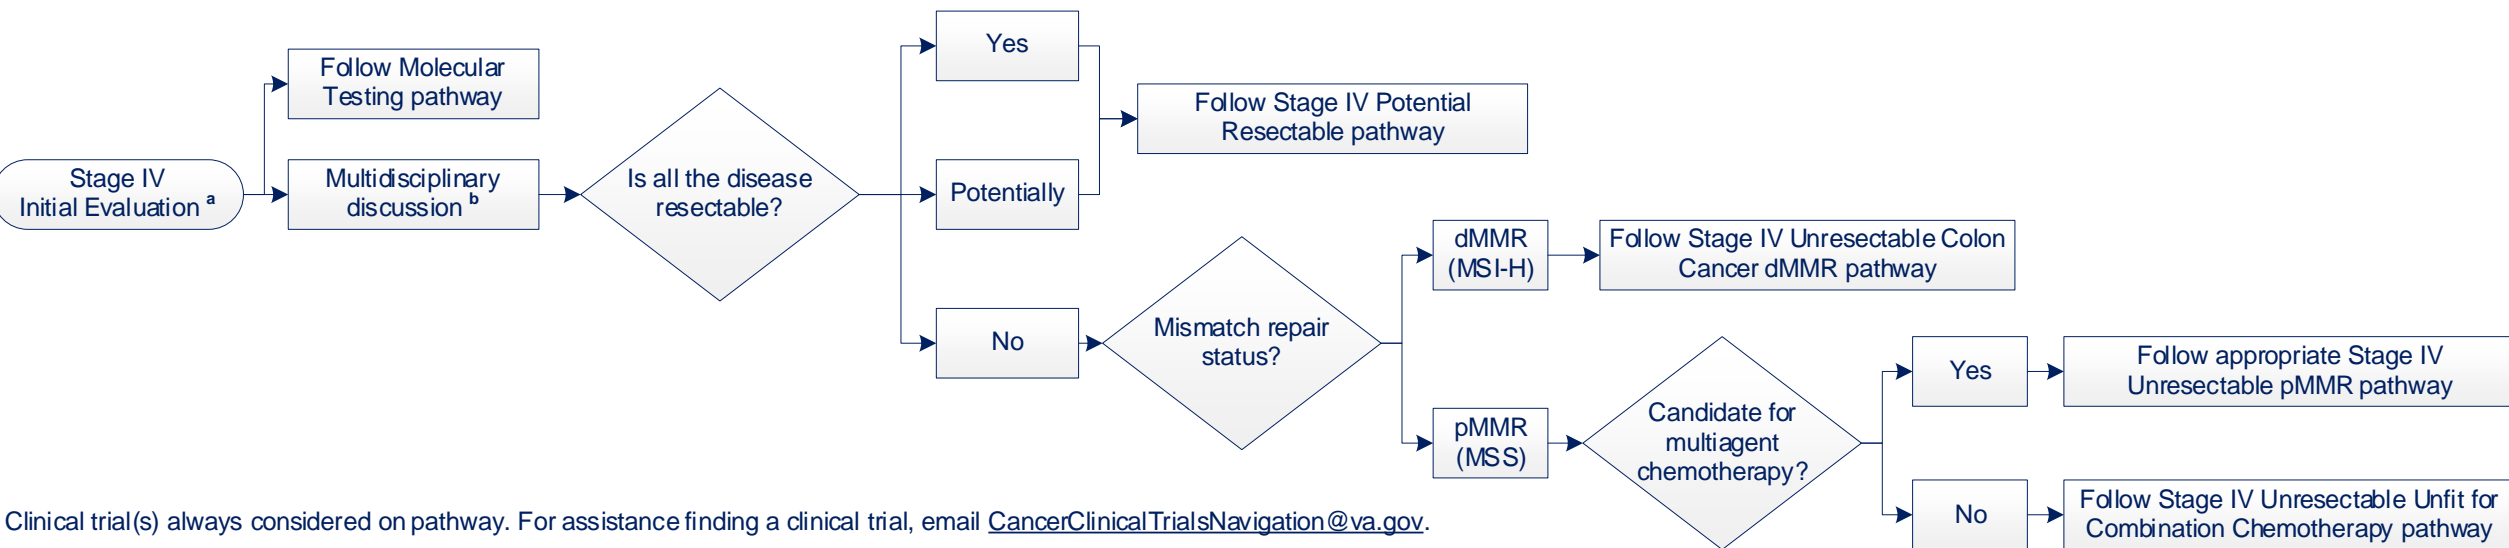 Follow Molecular
Testing pathway
Stage IV
Initial Evaluation a
Multidisciplinary
discussion b
Is all the disease
resectable?
Yes
Potentially
No
Follow Stage IV Potential
Resectable pathway
Mismatch repair
status?
dMMR
(MSI-H)
Follow Stage IV Unresectable Colon
Cancer dMMR pathway
pMMR
(MSS)
Candidate for
multiagent
chemotherapy?
Yes
Follow appropriate Stage IV
Unresectable pMMR pathway
No
Follow Stage IV Unresectable Unfit for
Combination Chemotherapy pathway
Clinical trial(s) always considered on pathway. For assistance finding a clinical trial, email CancerClinicalTrialsNavigation@va.gov.